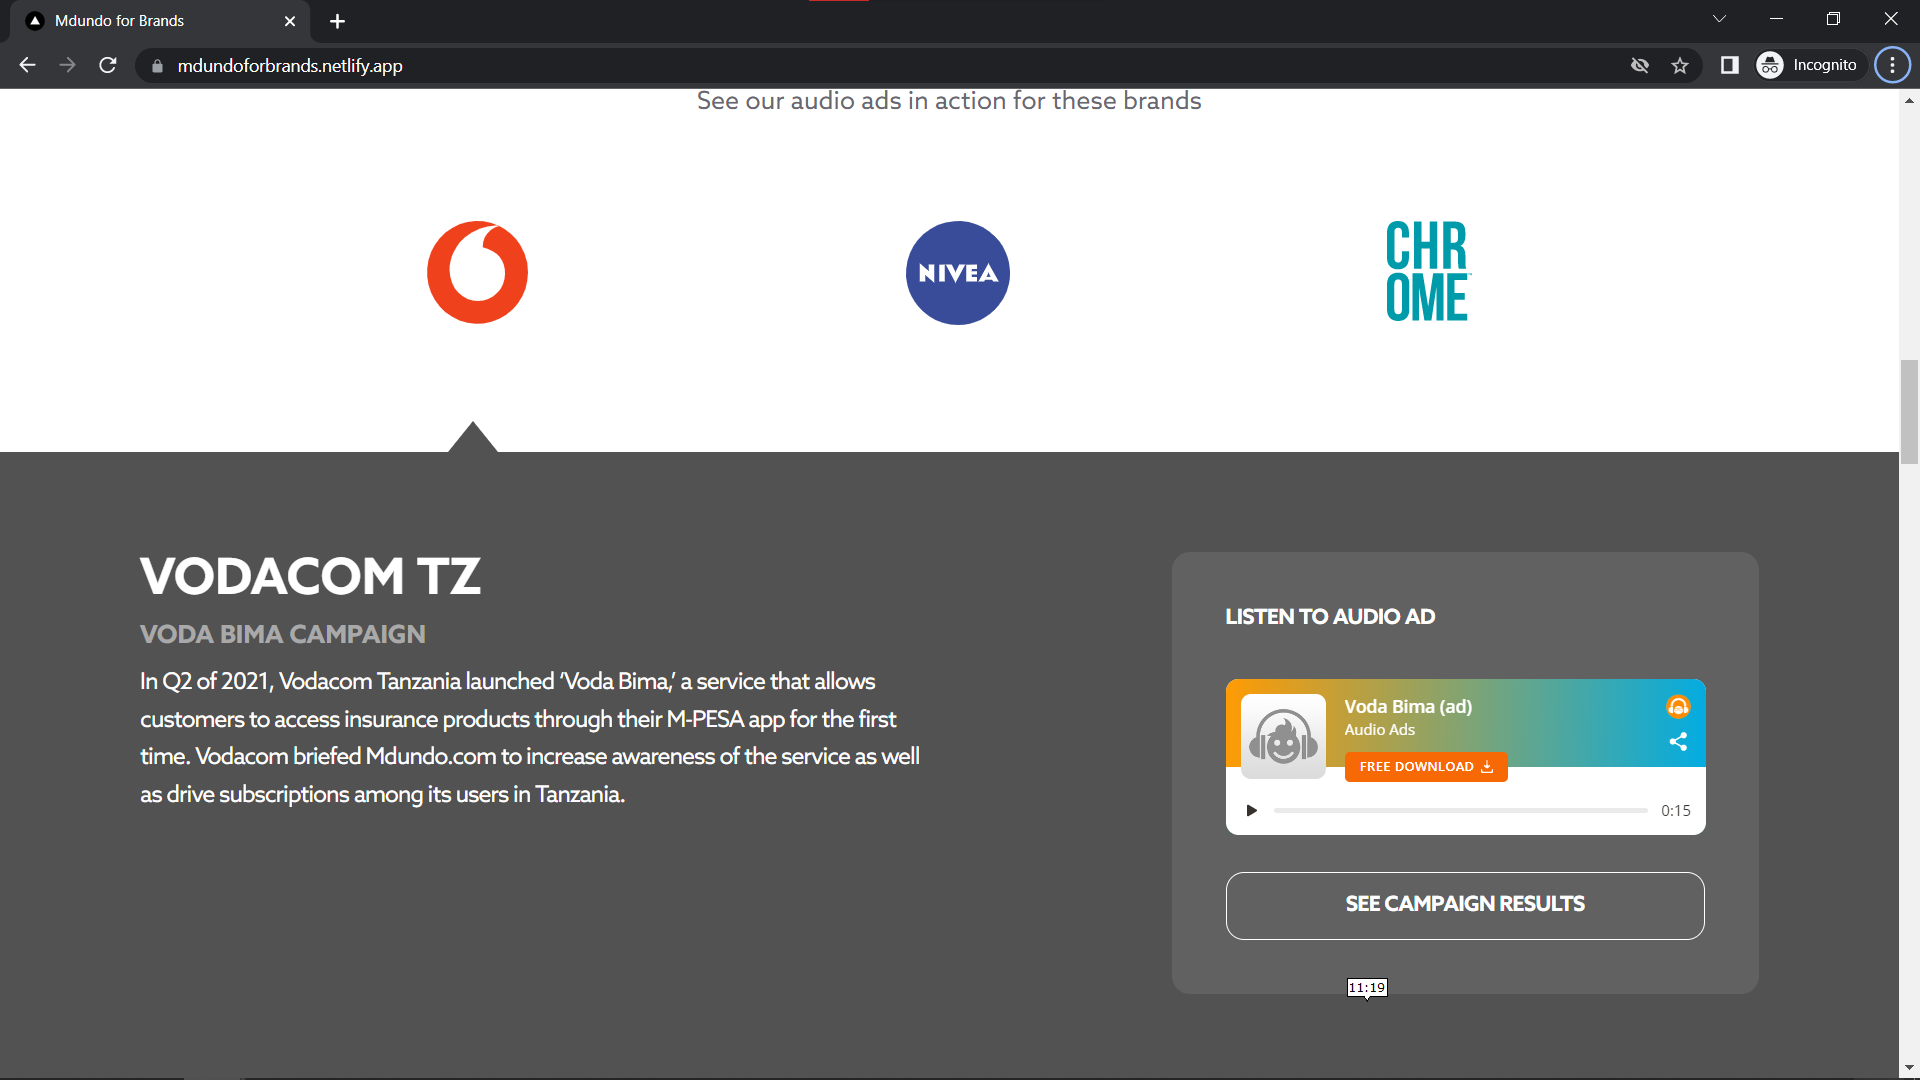 Mdundo for Brands
mdundoforbrands.netlify.app
Incognito
See our audio ads in action for these brands
NIVEA
CHR
OME
VODACOM TZ
VODA BIMA CAMPAIGN
In Q2 of 2021, Vodacom Tanzania launched ‘Voda Bima,’ a service that allows
customers to access insurance products through their M-PESA app for the first
time. Vodacom briefed Mdundo.com to increase awareness of the service as well
as drive subscriptions among its users in Tanzania.
LISTEN TO AUDIO AD
Voda Bima (ad)
Audio Ads
FREE DOWNLOAD
0:15
SEE CAMPAIGN RESULTS
11:19